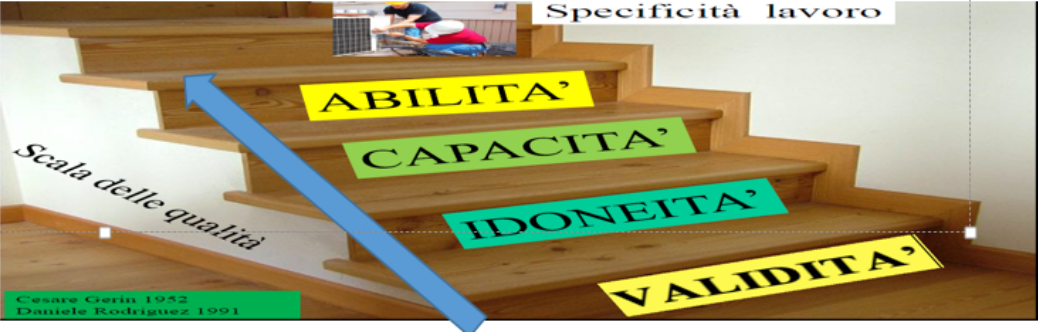 Specificità lavoro
ABILITA’
CAPACITA’
IDONEITA’
VALIDITA’
Scala delle qualità
Cesare Gerin 1952
Daniele Rodriguez 1991